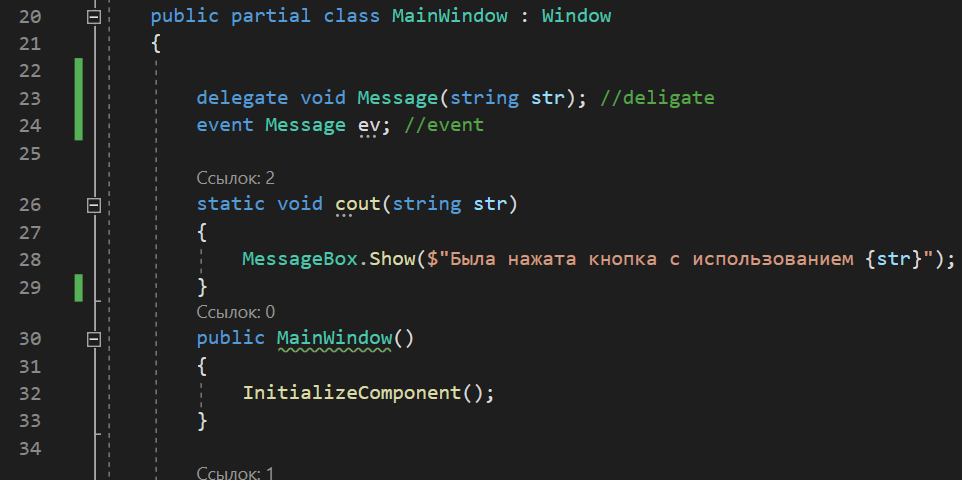 20 public partial class MainWindow : Window
21 {
22
23 delegate void Message(string str); //deligate
24 event Message ev; //event
25
Ссылок: 2
26 static void cout(string str)
27 {
28 MessageBox.Show($"Была нажата кнопка с использованием {str}");
29 }
Ссылок: 0
30 public MainWindow()
31 {
32 InitializeComponent();
33 }
34
Ссылок: 1